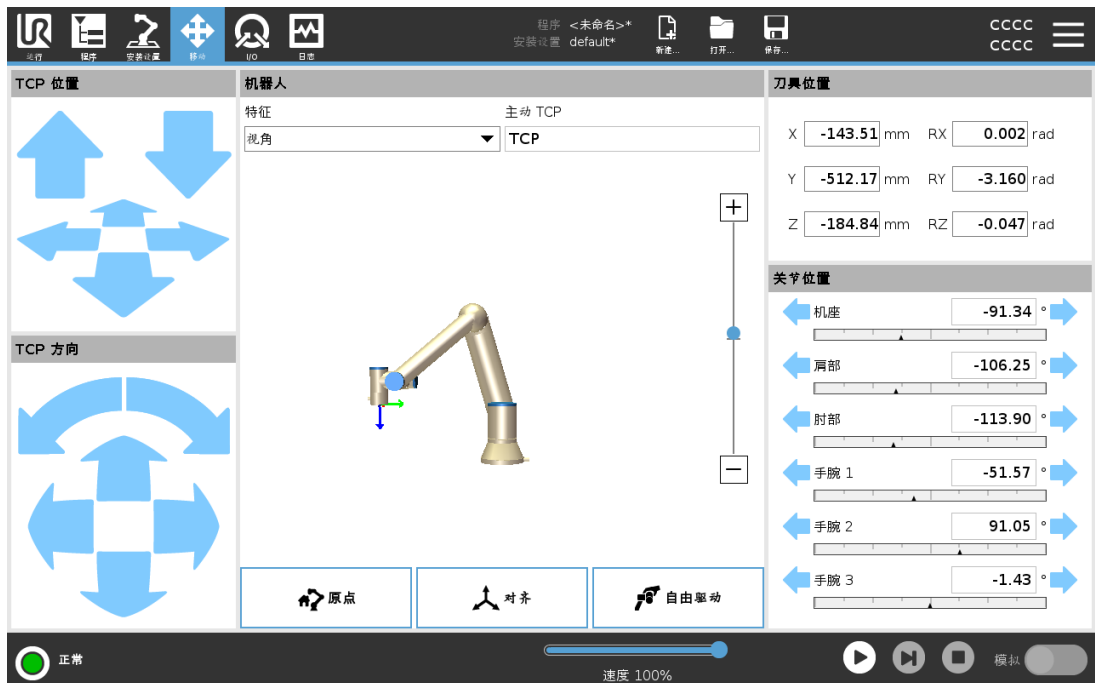 UR
运行
程序
安装设置
移动
I/O
日志
程序 <未命名>*
安装设置 default*
新建...
打开...
保存...
CCCC
CCCC
TCP 位置
TCP 方向
机器人
特征
主动 TCP
视角
TCP
+
−
原点
对齐
自由驱动
刀具位置
X -143.51 mm RX 0.002 rad
Y -512.17 mm RY -3.160 rad
Z -184.84 mm RZ -0.047 rad
关节位置
机座 -91.34 °
肩部 -106.25 °
肘部 -113.90 °
手腕 1 -51.57 °
手腕 2 91.05 °
手腕 3 -1.43 °
正常
速度 100%
模拟